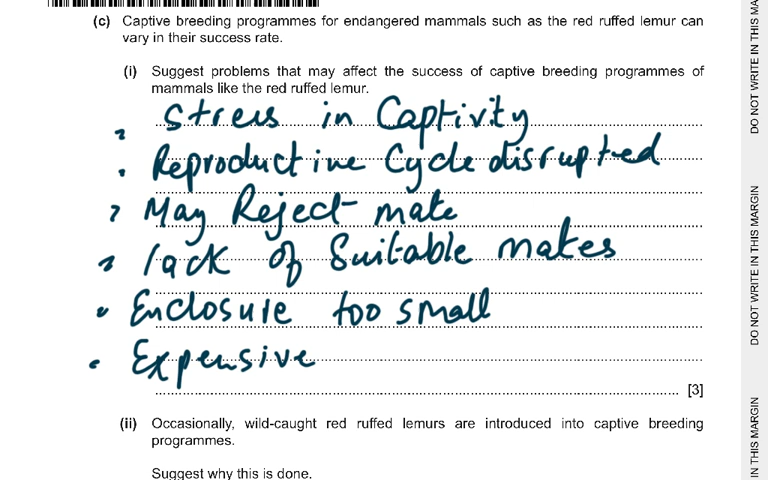 (c) Captive breeding programmes for endangered mammals such as the red ruffed lemur can
vary in their success rate.
(i) Suggest problems that may affect the success of captive breeding programmes of
mammals like the red ruffed lemur.
Stress in Captivity
• Reproductive Cycle disrupted
May Reject mate
lack of Suitable mates
• Enclosure too small
• Expensive
[3]
(ii) Occasionally, wild-caught red ruffed lemurs are introduced into captive breeding
programmes.
Suggest why this is done.
DO NOT WRITE IN THIS MA
DO NOT WRITE IN THIS MARGIN
IN THIS MARGIN